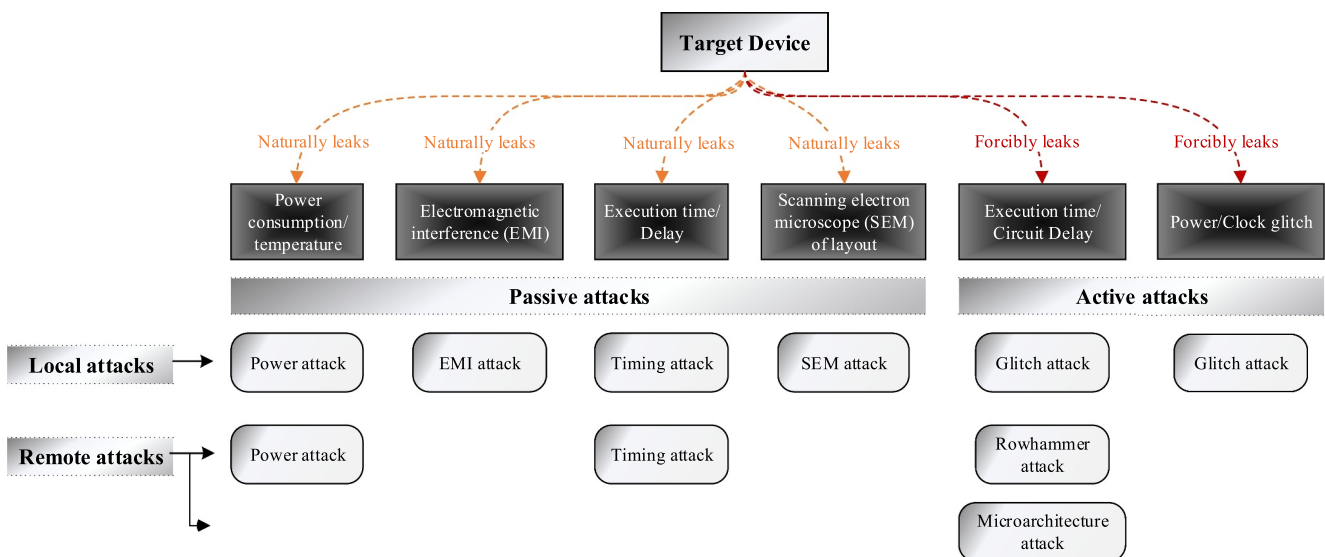 Target Device
Naturally leaks
Naturally leaks
Naturally leaks
Naturally leaks
Forcibly leaks
Forcibly leaks
Power
consumption/
temperature
Electromagnetic
interference (EMI)
Execution time/
Delay
Scanning electron
microscope (SEM)
of layout
Execution time/
Circuit Delay
Power/Clock glitch
Passive attacks
Active attacks
Local attacks
Power attack
EMI attack
Timing attack
SEM attack
Glitch attack
Glitch attack
Remote attacks
Power attack
Timing attack
Rowhammer
attack
Microarchitecture
attack